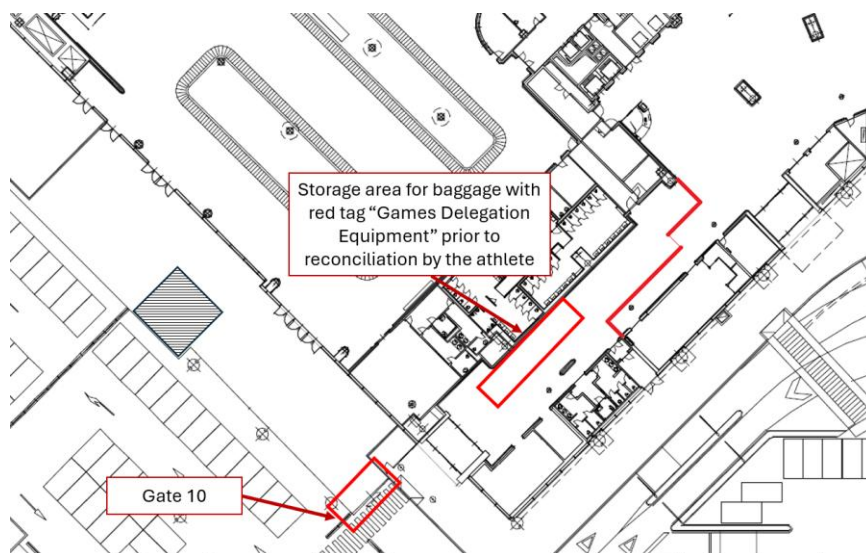 Storage area for baggage with
red tag “Games Delegation
Equipment” prior to
reconciliation by the athlete
Gate 10